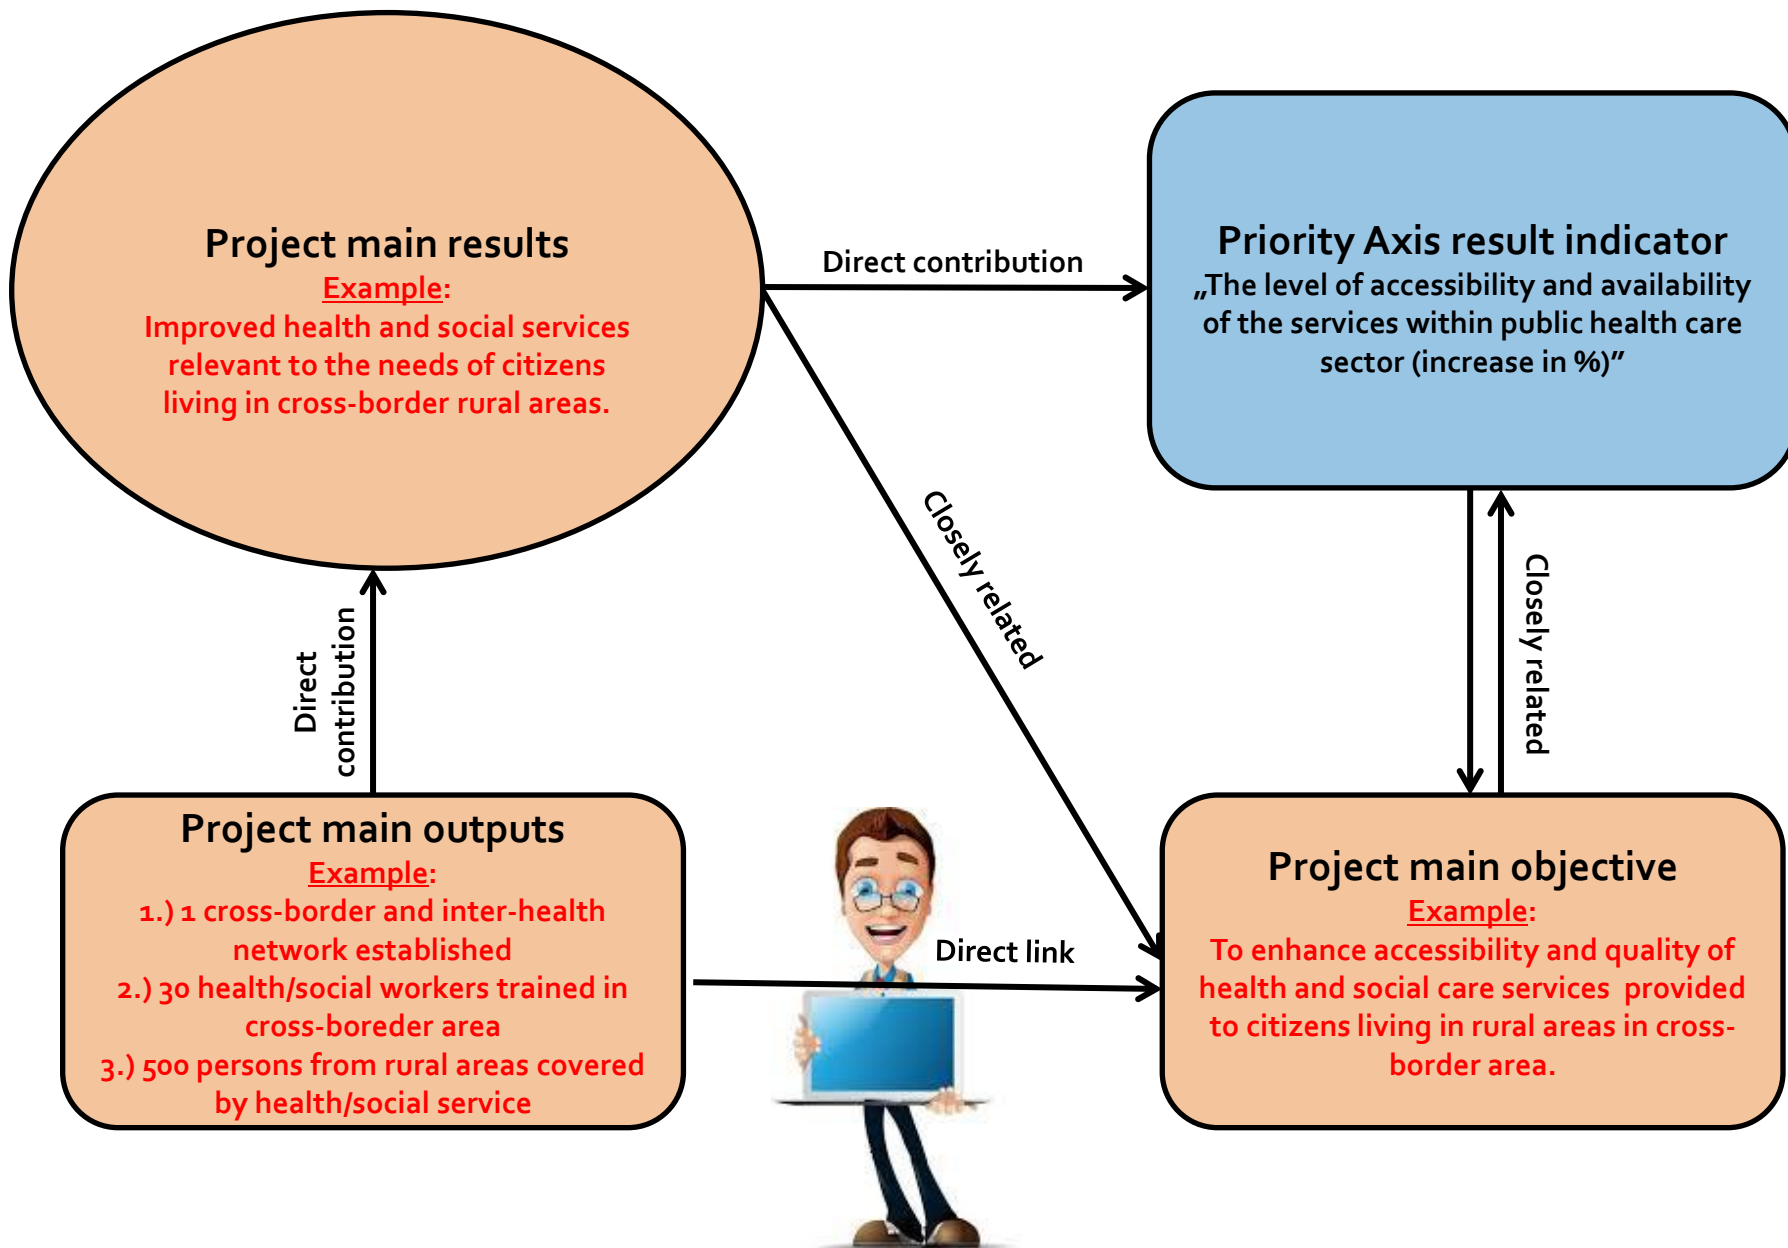 Project main results
Example:
Improved health and social services
relevant to the needs of citizens
living in cross-border rural areas.
Direct contribution
Priority Axis result indicator
„The level of accessibility and availability
of the services within public health care
sector (increase in %)”
Closely related
Closely related
Direct
contribution
Project main outputs
Example:
1.) 1 cross-border and inter-health
network established
2.) 30 health/social workers trained in
cross-boreder area
3.) 500 persons from rural areas covered
by health/social service
Direct link
Project main objective
Example:
To enhance accessibility and quality of
health and social care services  provided
to citizens living in rural areas in cross-
border area.